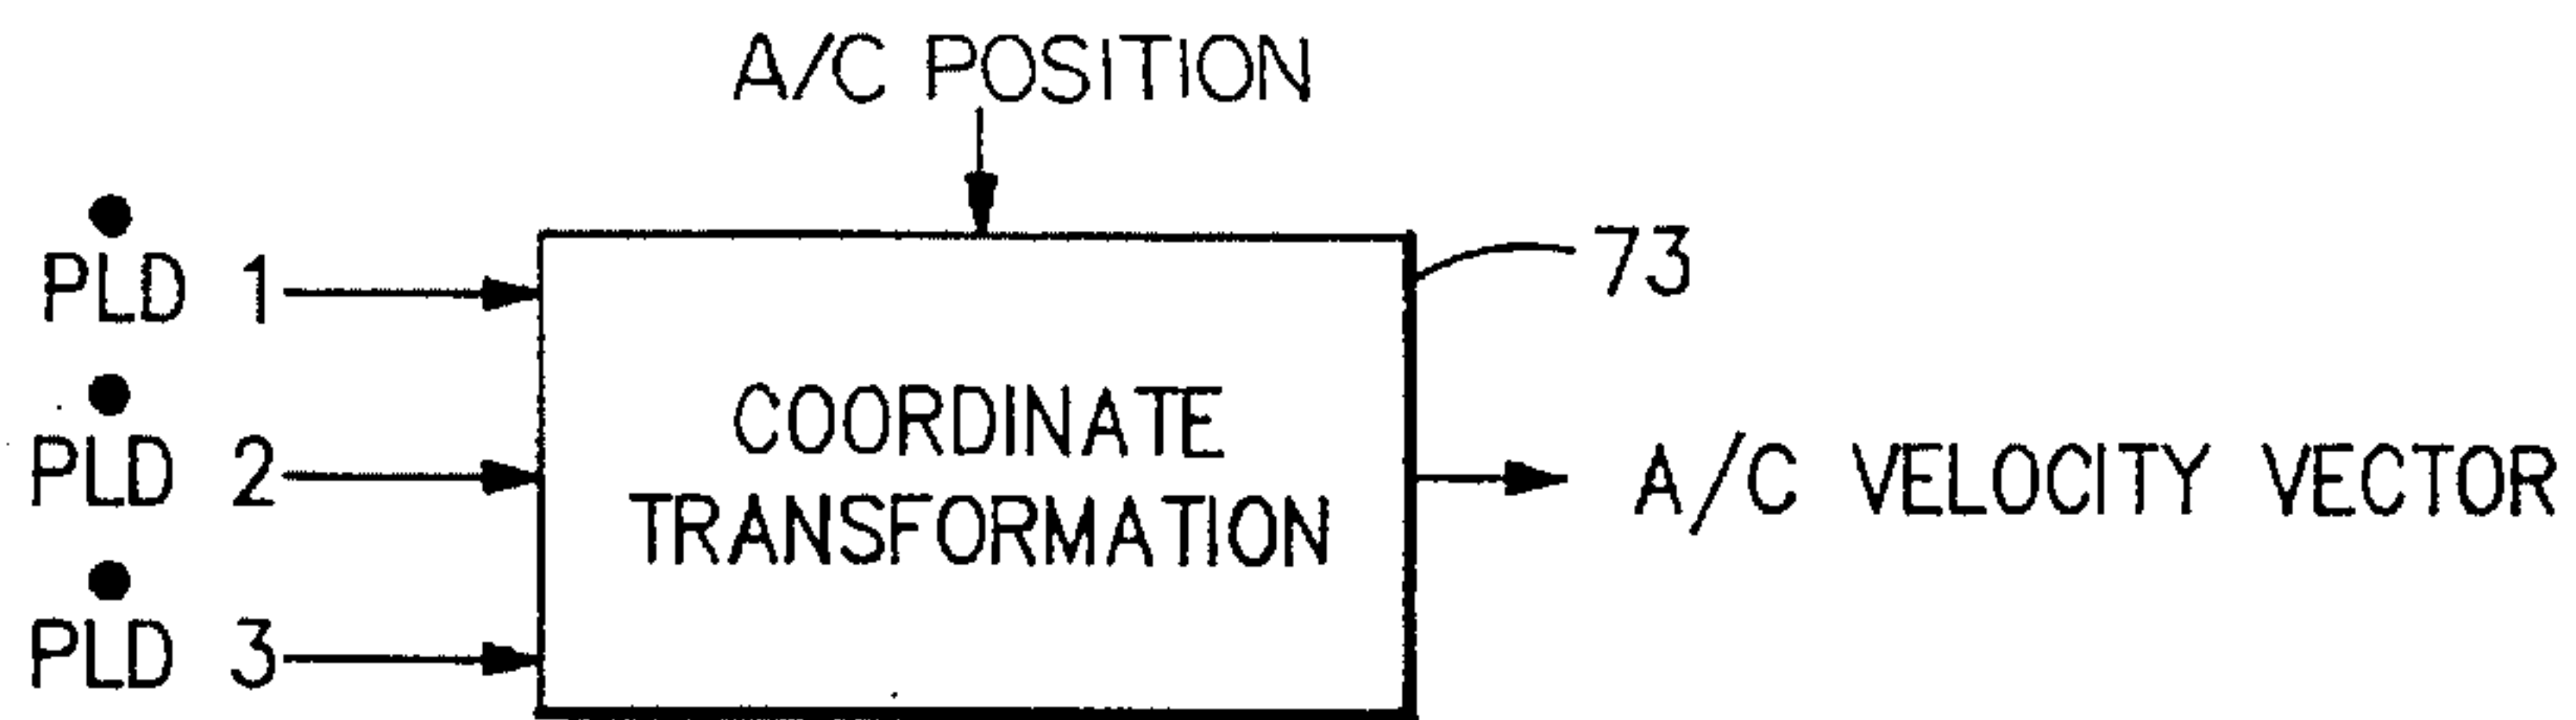 A/C POSITION
PLD 1
73
PLD 2
COORDINATE
TRANSFORMATION
A/C VELOCITY VECTOR
PLD 3